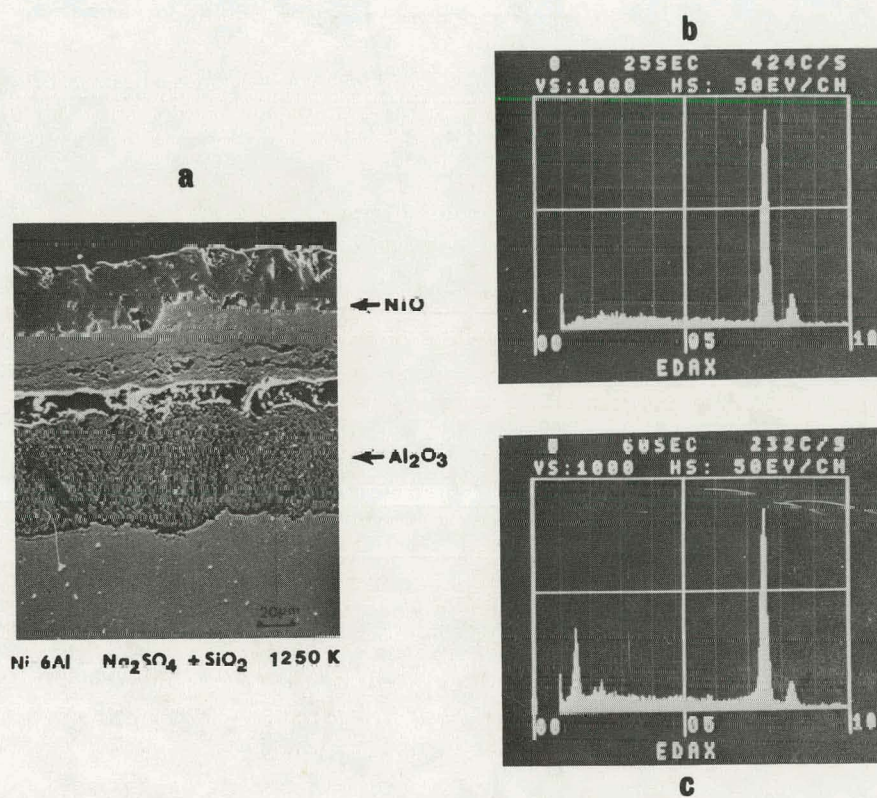 a
NiO
Al2O3
20µm
Ni 6Al Na2SO4 + SiO2 1250 K
b
0 25SEC 424C/S
VS:1000 HS: 50EV/CH
00 05 10
EDAX
0 60SEC 232C/S
VS:1000 HS: 50EV/CH
00 05 10
EDAX
c